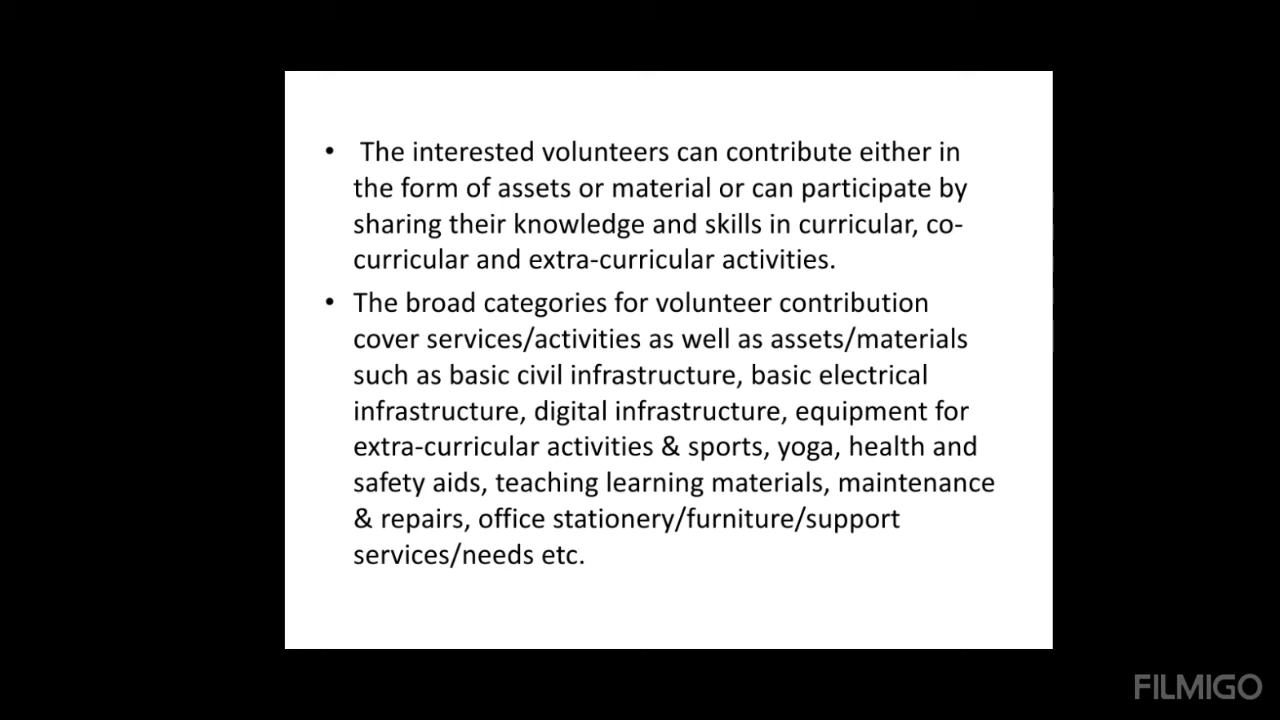 • The interested volunteers can contribute either in
the form of assets or material or can participate by
sharing their knowledge and skills in curricular, co-
curricular and extra-curricular activities.
• The broad categories for volunteer contribution
cover services/activities as well as assets/materials
such as basic civil infrastructure, basic electrical
infrastructure, digital infrastructure, equipment for
extra-curricular activities & sports, yoga, health and
safety aids, teaching learning materials, maintenance
& repairs, office stationery/furniture/support
services/needs etc.
FILMIGO